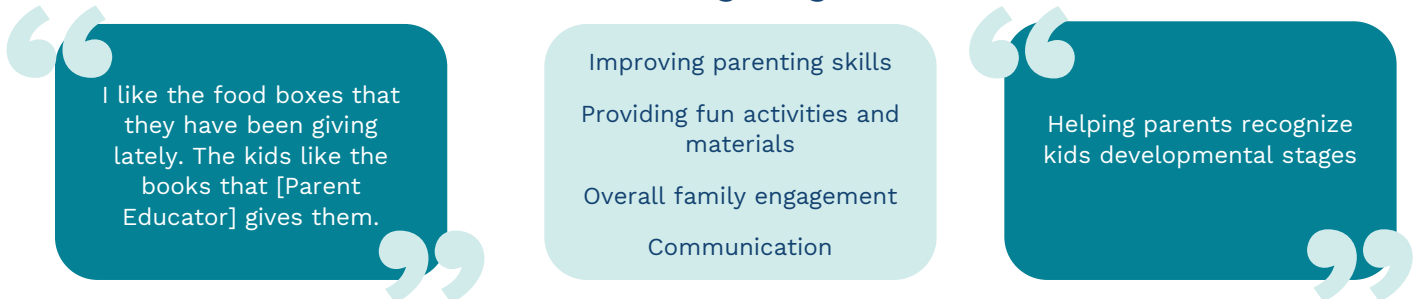 I like the food boxes that
they have been giving
lately. The kids like the
books that [Parent
Educator] gives them.
Improving parenting skills
Providing fun activities and
materials
Overall family engagement
Communication
Helping parents recognize
kids developmental stages